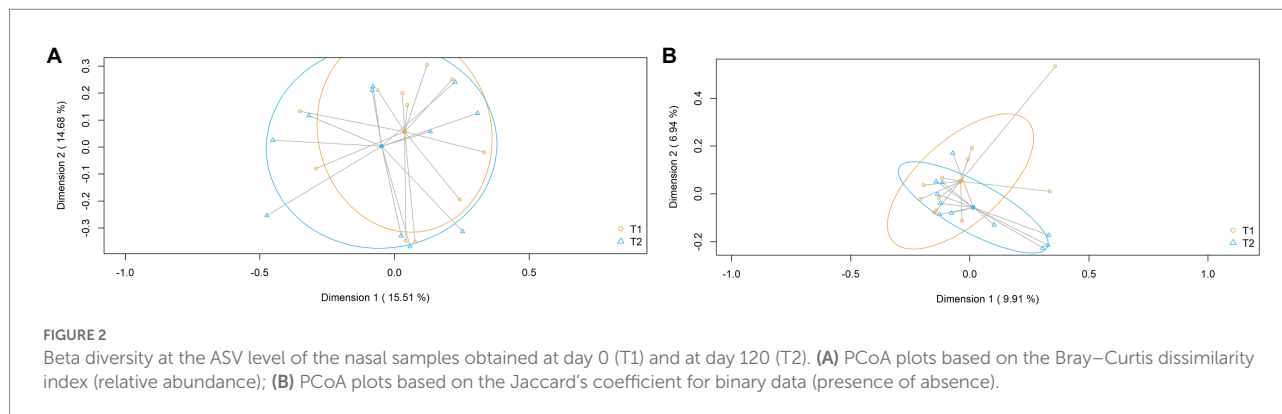 A
0.3
0.2
0.1
0.0
-0.1
-0.2
-0.3
Dimension 2 ( 14.68 %)
-1.0 -0.5 0.0 0.5
Dimension 1 ( 15.51 %)
T1
T2
B
0.4
0.2
0.0
-0.2
Dimension 2 ( 6.94 %)
-1.0 -0.5 0.0 0.5 1.0
Dimension 1 ( 9.91 %)
T1
T2
FIGURE 2
Beta diversity at the ASV level of the nasal samples obtained at day 0 (T1) and at day 120 (T2). (A) PCoA plots based on the Bray–Curtis dissimilarity
index (relative abundance); (B) PCoA plots based on the Jaccard's coefficient for binary data (presence of absence).